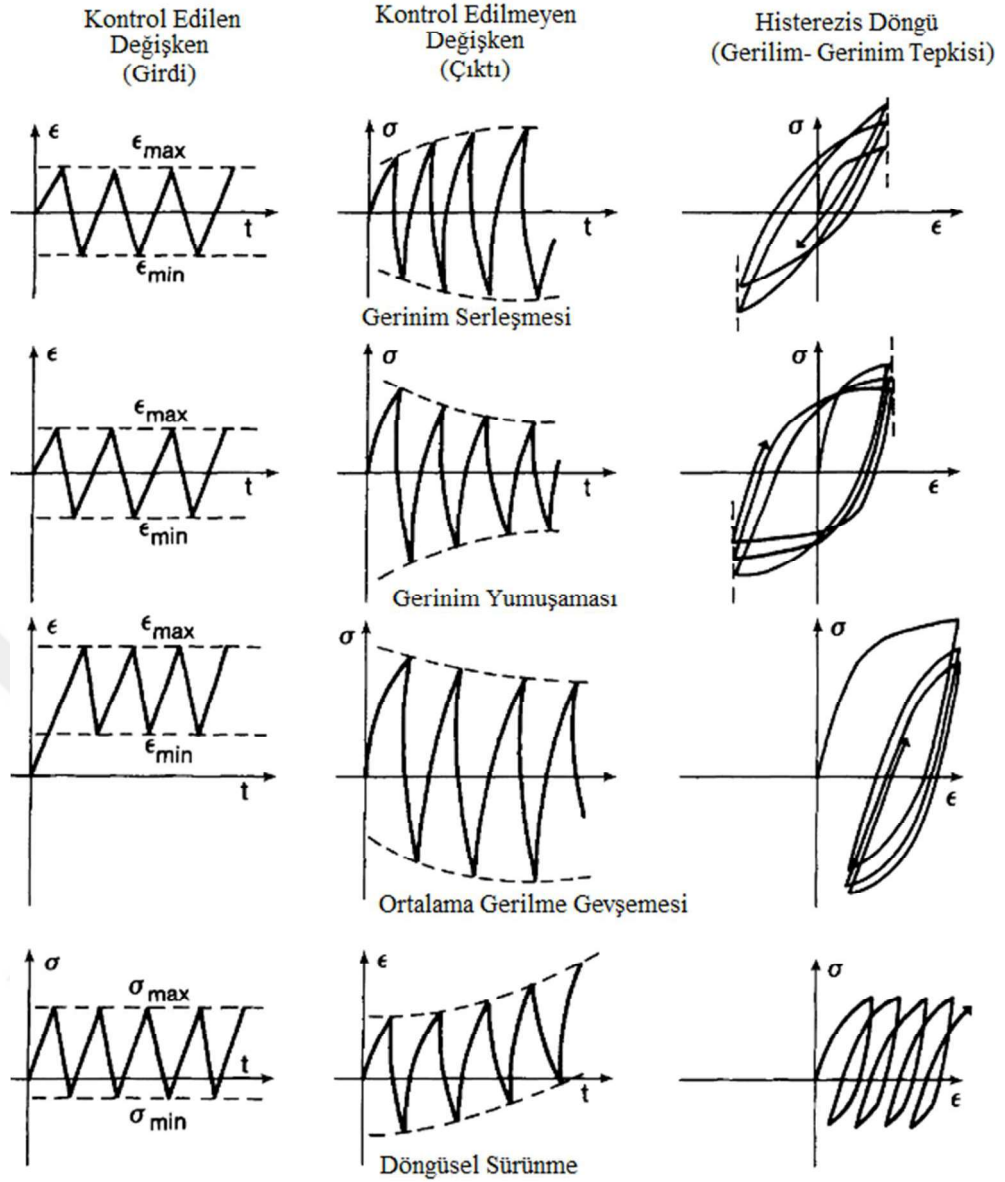 Kontrol Edilen
Değişken
(Girdi)
Kontrol Edilmeyen
Değişken
(Çıktı)
Histerezis Döngü
(Gerilim- Gerinim Tepkisi)
ϵ
ϵmax
t
ϵmin
σ
t
σ
ϵ
Gerinim Serleşmesi
ϵ
ϵmax
t
ϵmin
σ
t
σ
ϵ
Gerinim Yumuşaması
ϵ
ϵmax
ϵmin
t
σ
t
σ
ϵ
Ortalama Gerilme Gevşemesi
σ
σmax
t
σmin
ϵ
t
σ
ϵ
Döngüsel Sürünme